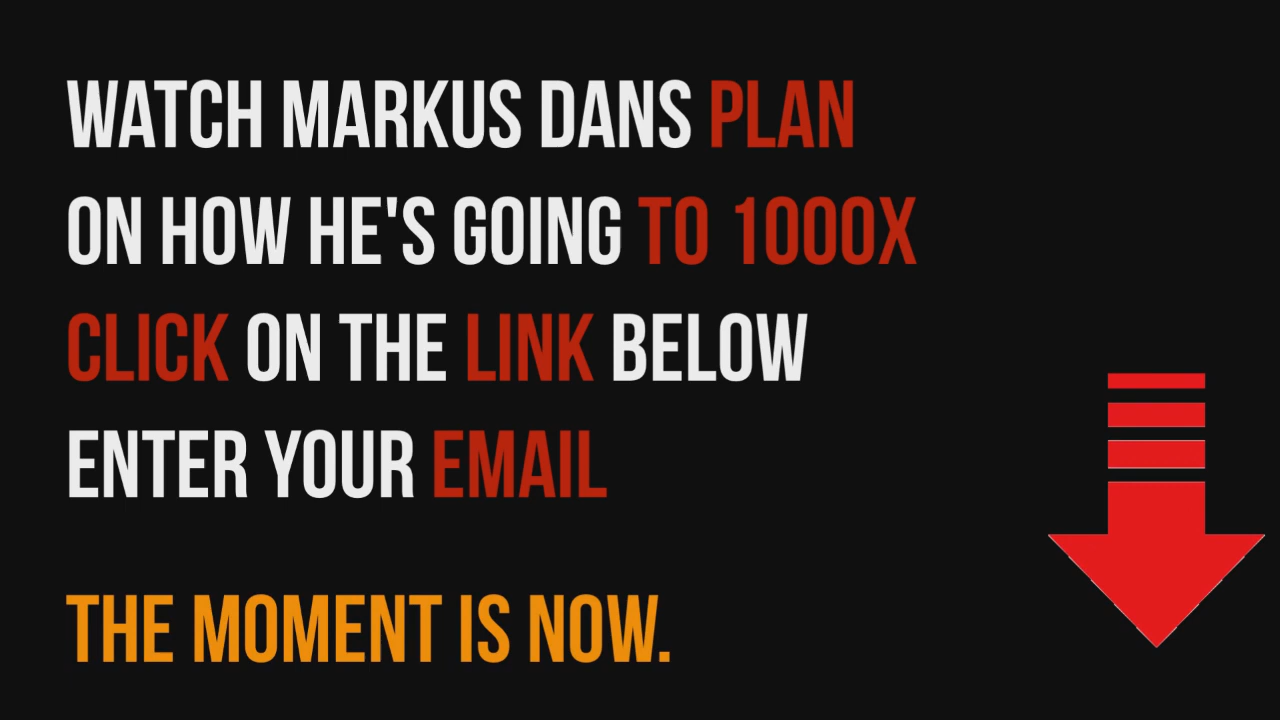 WATCH MARKUS DANS PLAN
ON HOW HE'S GOING TO 1000X
CLICK ON THE LINK BELOW
ENTER YOUR EMAIL
THE MOMENT IS NOW.